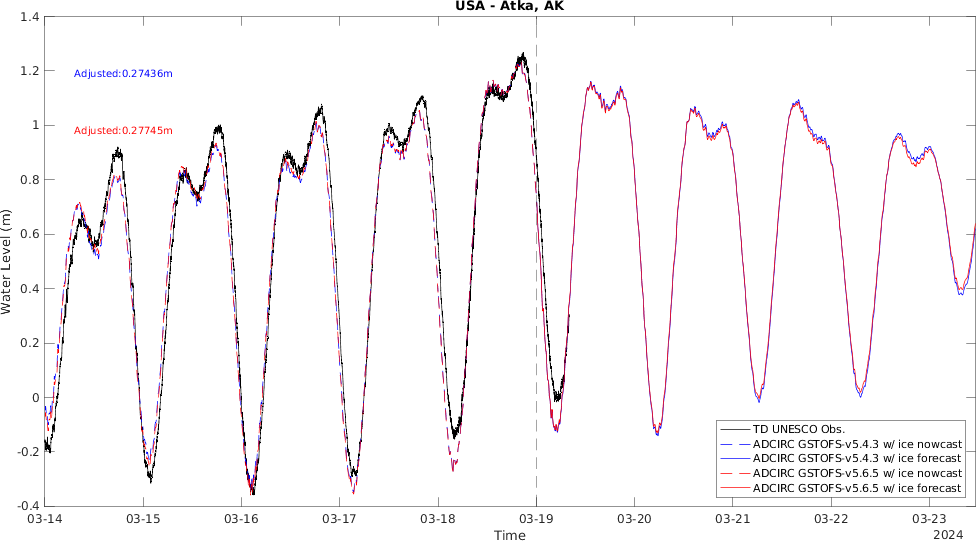 USA - Atka, AK
1.4
1.2
1
0.8
0.6
0.4
0.2
0
-0.2
-0.4
Water Level (m)
Adjusted:0.27436m
Adjusted:0.27745m
TD UNESCO Obs.
ADCIRC GSTOFS-v5.4.3 w/ ice nowcast
ADCIRC GSTOFS-v5.4.3 w/ ice forecast
ADCIRC GSTOFS-v5.6.5 w/ ice nowcast
ADCIRC GSTOFS-v5.6.5 w/ ice forecast
03-14 03-15 03-16 03-17 03-18 03-19 03-20 03-21 03-22 03-23
Time
2024